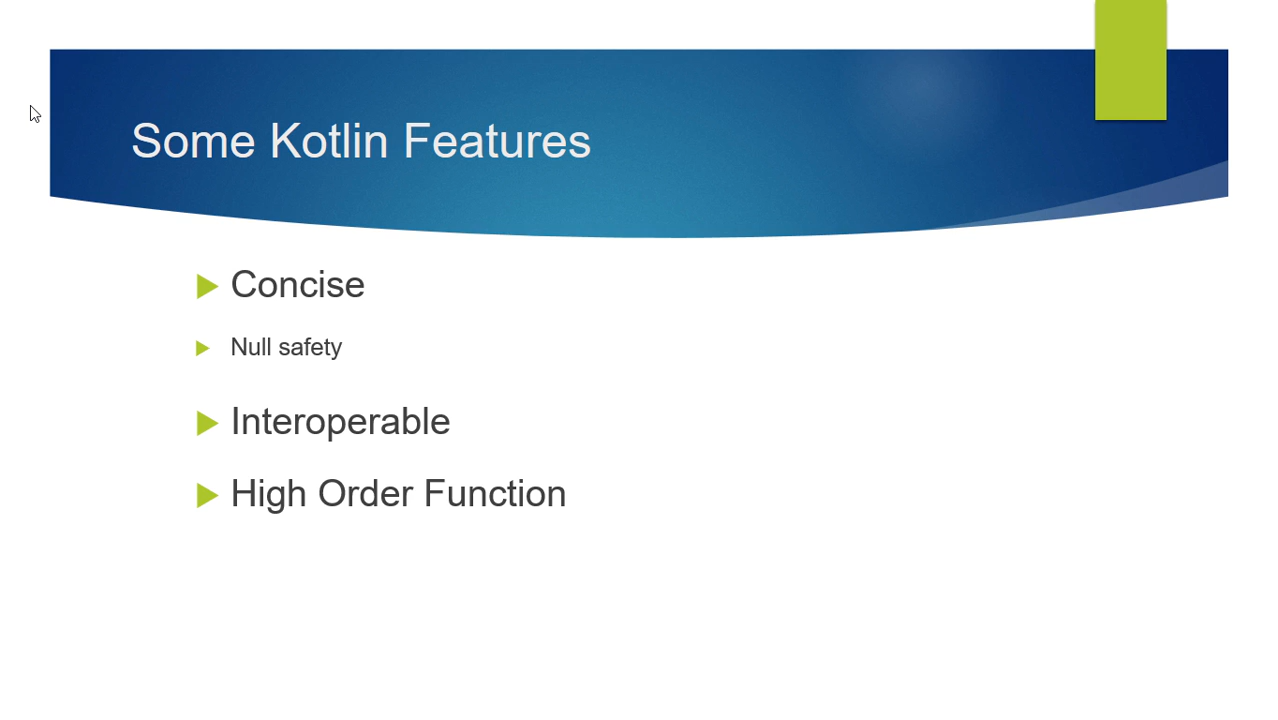 Some Kotlin Features
Concise
Null safety
Interoperable
High Order Function